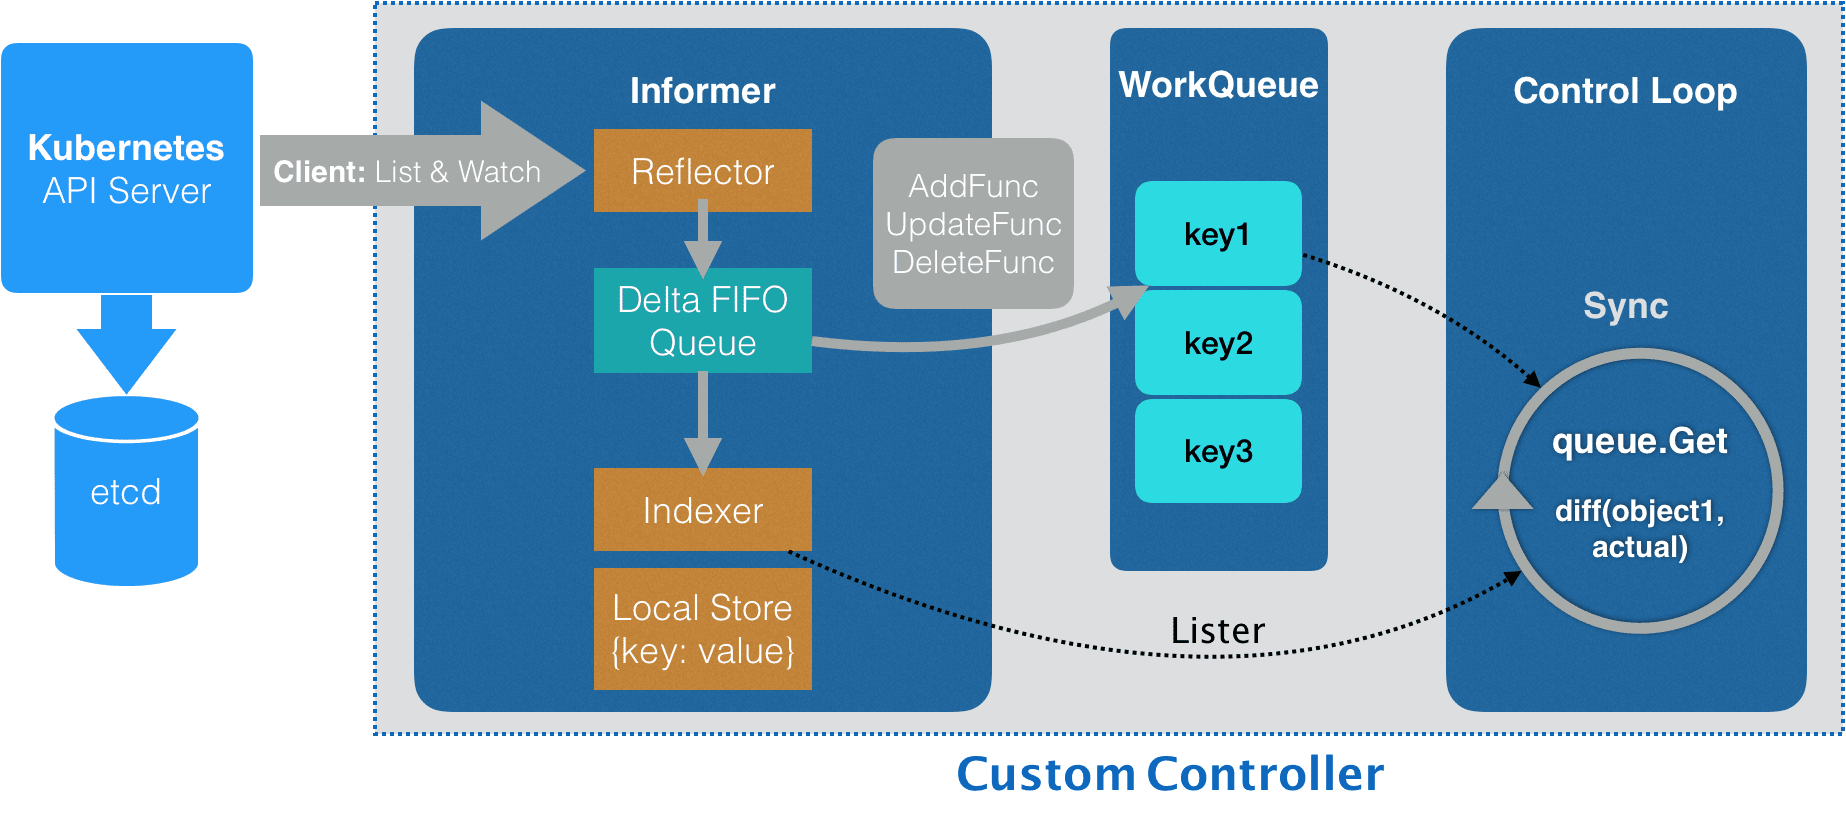 Kubernetes
API Server
etcd
Client: List & Watch
Informer
Reflector
Delta FIFO
Queue
Indexer
Local Store
{key: value}
AddFunc
UpdateFunc
DeleteFunc
WorkQueue
key1
key2
key3
Lister
Control Loop
Sync
queue.Get
diff(object1,
actual)
Custom Controller